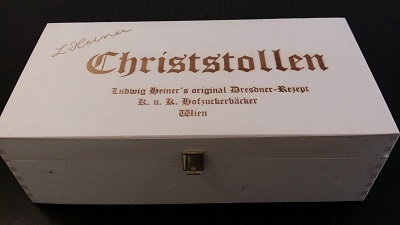 L. Heiner
Christstollen
Ludwig Heiner's original Dresdner-Rezept
K. u. K. Hofzuckerbäcker
Wien